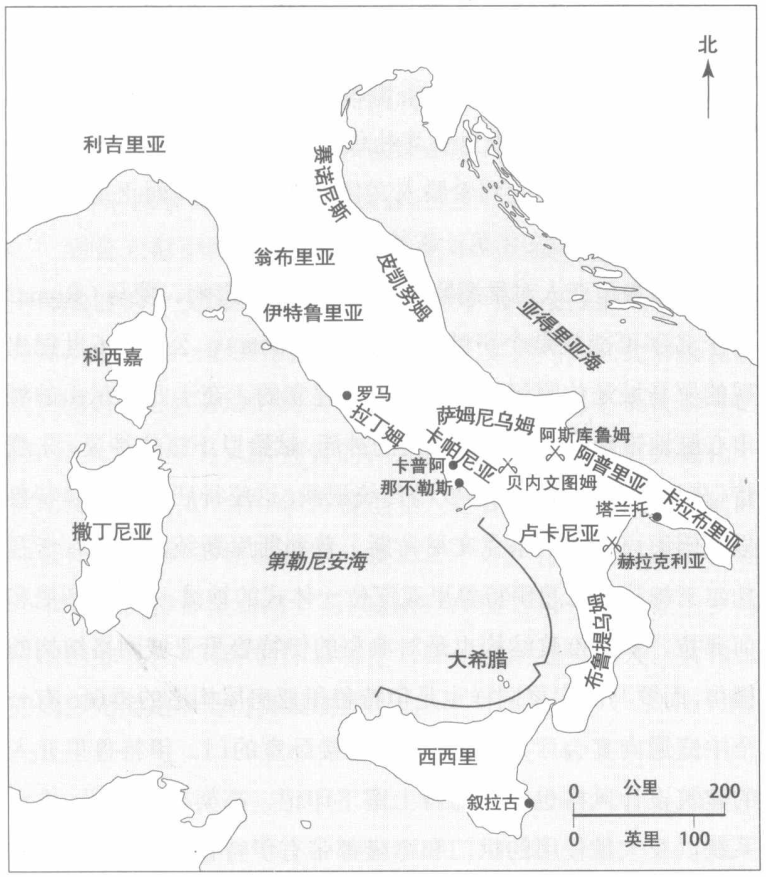 北
利吉里亚
赛诺尼斯
翁布里亚
皮凯努姆
伊特鲁里亚
亚得里亚海
科西嘉
罗马
拉丁姆
萨姆尼乌姆
阿斯库鲁姆
卡帕尼亚
卡普阿
那不勒斯
贝内文图姆
阿普里亚
卡拉布里亚
塔兰托
撒丁尼亚
第勒尼安海
卢卡尼亚
赫拉克利亚
布鲁提乌姆
大希腊
西西里
叙拉古
0 公里 200
0 英里 100